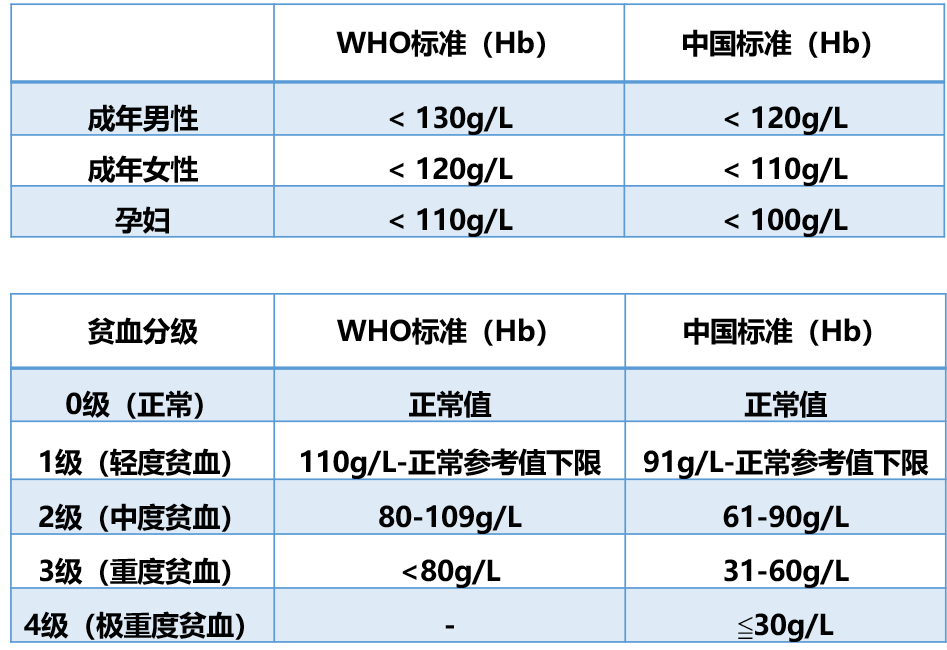 WHO标准（Hb） 中国标准（Hb）
成年男性 < 130g/L < 120g/L
成年女性 < 120g/L < 110g/L
孕妇 < 110g/L < 100g/L
贫血分级 WHO标准（Hb） 中国标准（Hb）
0级（正常） 正常值 正常值
1级（轻度贫血） 110g/L-正常参考值下限 91g/L-正常参考值下限
2级（中度贫血） 80-109g/L 61-90g/L
3级（重度贫血） <80g/L 31-60g/L
4级（极重度贫血） - ≦30g/L